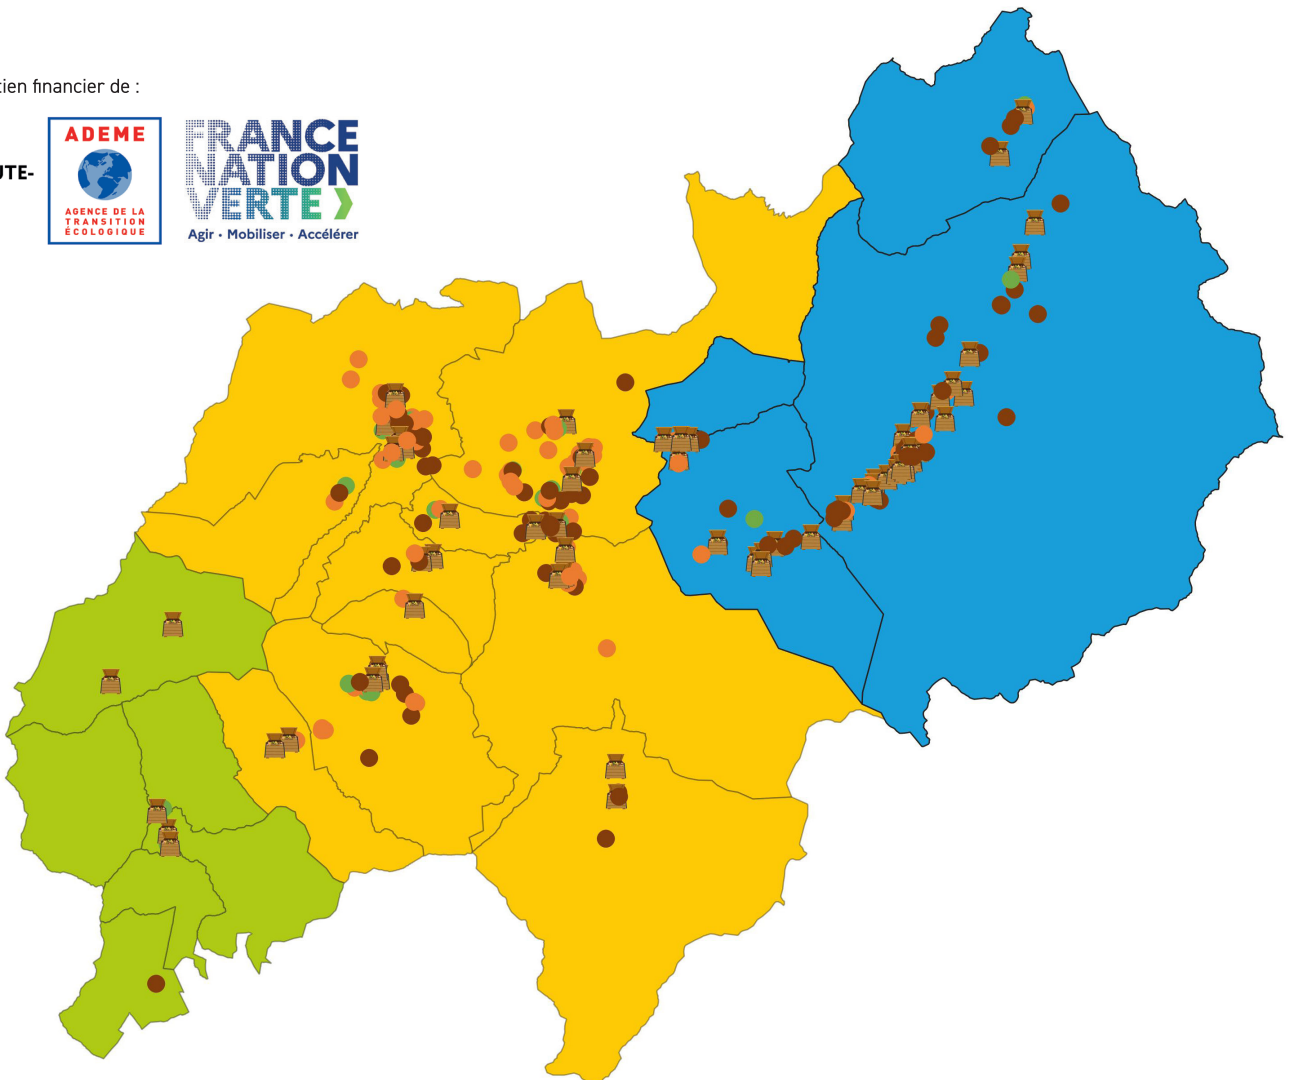 tien financier de :
UTE-
ADEME
AGENCE DE LA
TRANSITION
ÉCOLOGIQUE
FRANCE
NATION
VERTE
Agir • Mobiliser • Accélérer